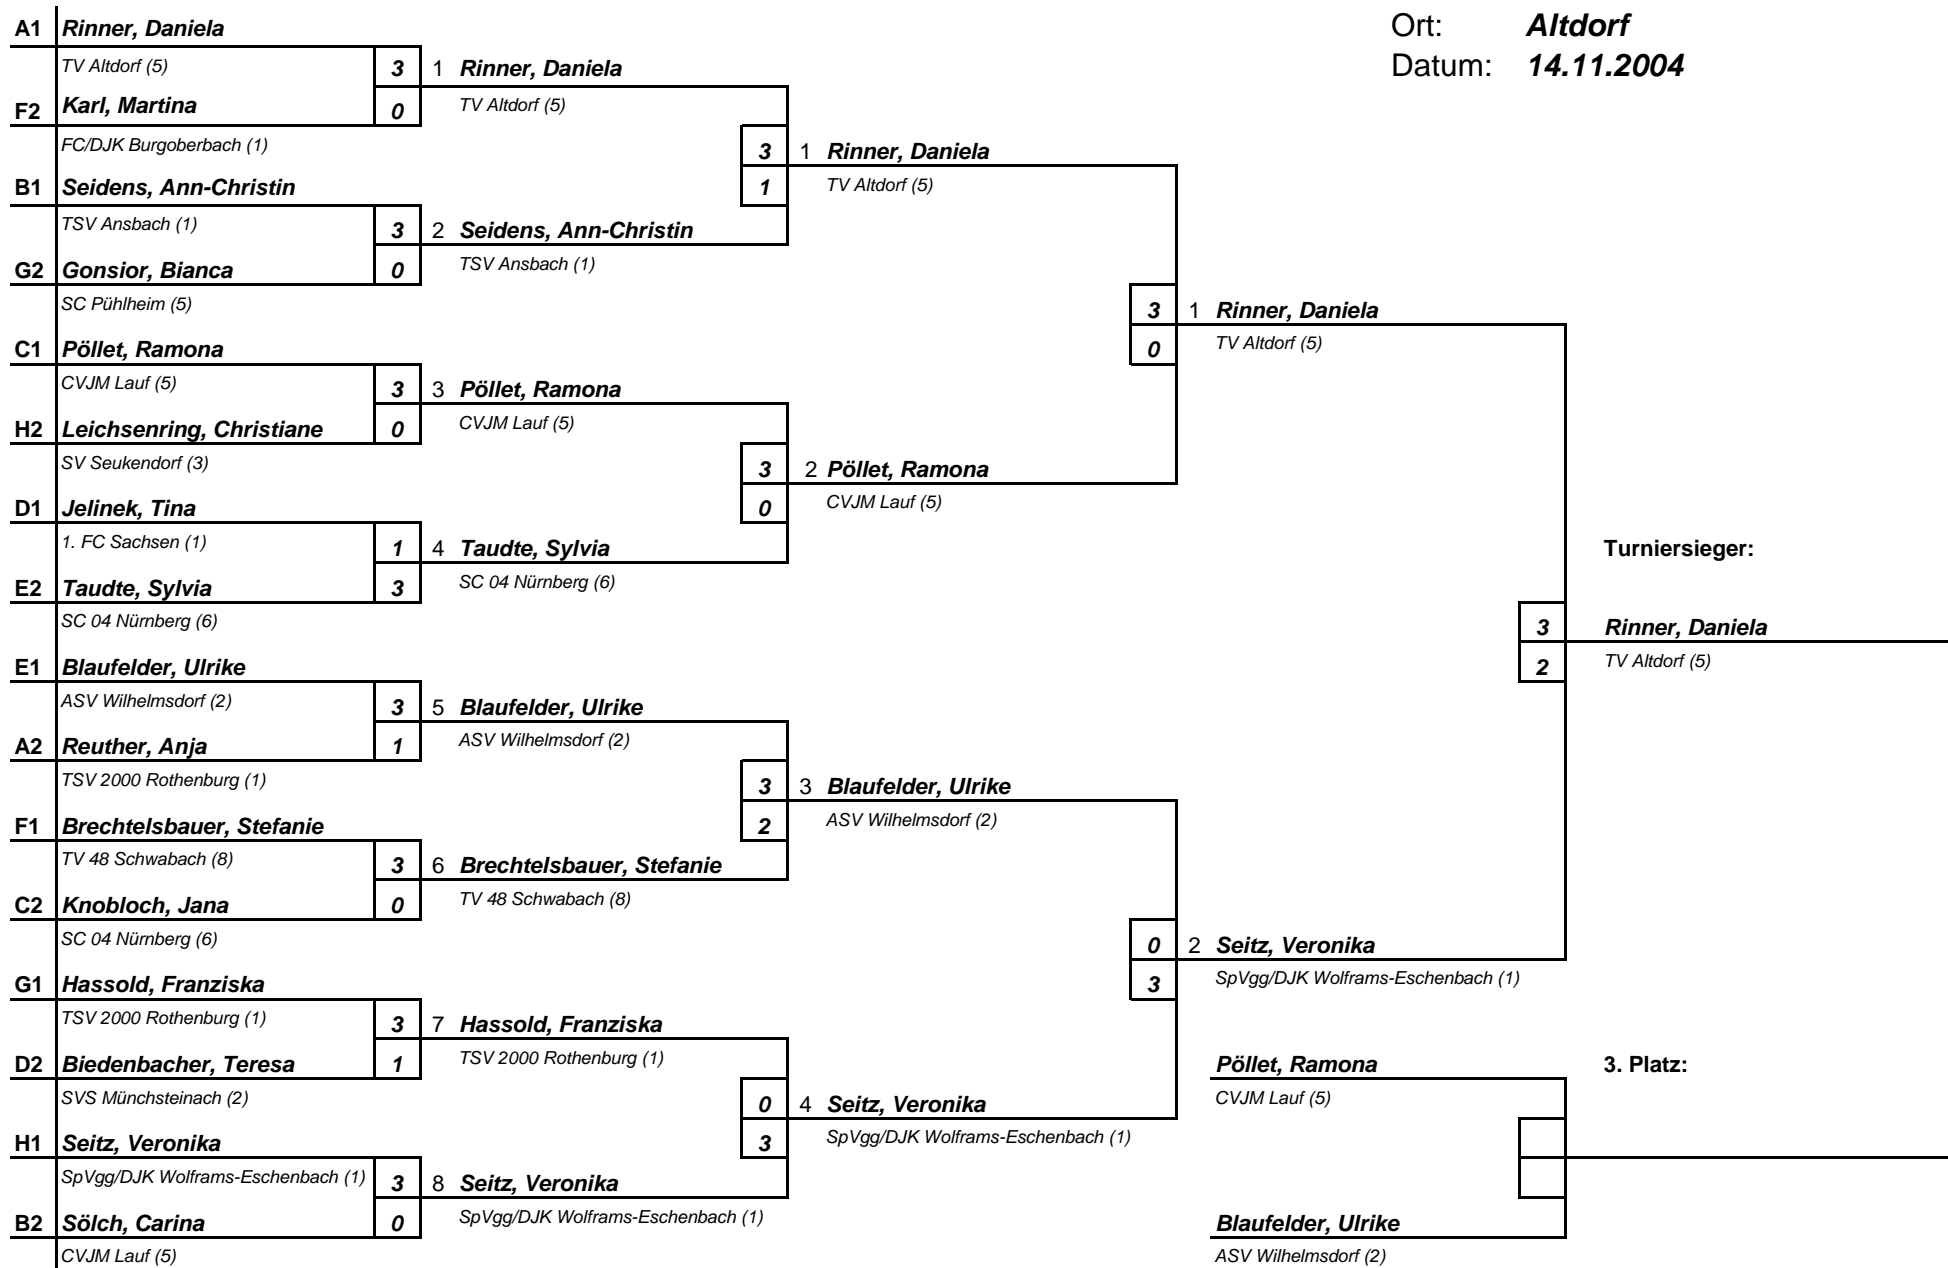 Ort: Altdorf
Datum: 14.11.2004
A1 Rinner, Daniela
TV Altdorf (5) 3 1 Rinner, Daniela
F2 Karl, Martina 0 TV Altdorf (5)
FC/DJK Burgoberbach (1) 3 1 Rinner, Daniela
B1 Seidens, Ann-Christin 1 TV Altdorf (5)
TSV Ansbach (1) 3 2 Seidens, Ann-Christin
G2 Gonsior, Bianca 0 TSV Ansbach (1)
SC Pühlheim (5) 3 1 Rinner, Daniela
C1 Pöllet, Ramona 0 TV Altdorf (5)
CVJM Lauf (5) 3 3 Pöllet, Ramona
H2 Leichsenring, Christiane 0 CVJM Lauf (5)
SV Seukendorf (3) 3 2 Pöllet, Ramona
D1 Jelinek, Tina 0 CVJM Lauf (5)
1. FC Sachsen (1) 1 4 Taudte, Sylvia Turniersieger:
E2 Taudte, Sylvia 3 SC 04 Nürnberg (6)
SC 04 Nürnberg (6) 3 Rinner, Daniela
E1 Blaufelder, Ulrike 2 TV Altdorf (5)
ASV Wilhelmsdorf (2) 3 5 Blaufelder, Ulrike
A2 Reuther, Anja 1 ASV Wilhelmsdorf (2)
TSV 2000 Rothenburg (1) 3 3 Blaufelder, Ulrike
F1 Brechtelsbauer, Stefanie 2 ASV Wilhelmsdorf (2)
TV 48 Schwabach (8) 3 6 Brechtelsbauer, Stefanie
C2 Knobloch, Jana 0 TV 48 Schwabach (8)
SC 04 Nürnberg (6) 0 2 Seitz, Veronika
G1 Hassold, Franziska 3 SpVgg/DJK Wolframs-Eschenbach (1)
TSV 2000 Rothenburg (1) 3 7 Hassold, Franziska
D2 Biedenbacher, Teresa 1 TSV 2000 Rothenburg (1) Pöllet, Ramona 3. Platz:
SVS Münchsteinach (2) 0 4 Seitz, Veronika CVJM Lauf (5)
H1 Seitz, Veronika 3 SpVgg/DJK Wolframs-Eschenbach (1)
SpVgg/DJK Wolframs-Eschenbach (1) 3 8 Seitz, Veronika
B2 Sölch, Carina 0 SpVgg/DJK Wolframs-Eschenbach (1) Blaufelder, Ulrike
CVJM Lauf (5) ASV Wilhelmsdorf (2)